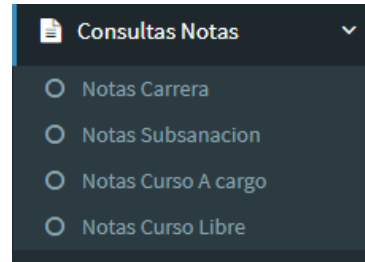 Consultas Notas
Notas Carrera
Notas Subsanacion
Notas Curso A cargo
Notas Curso Libre